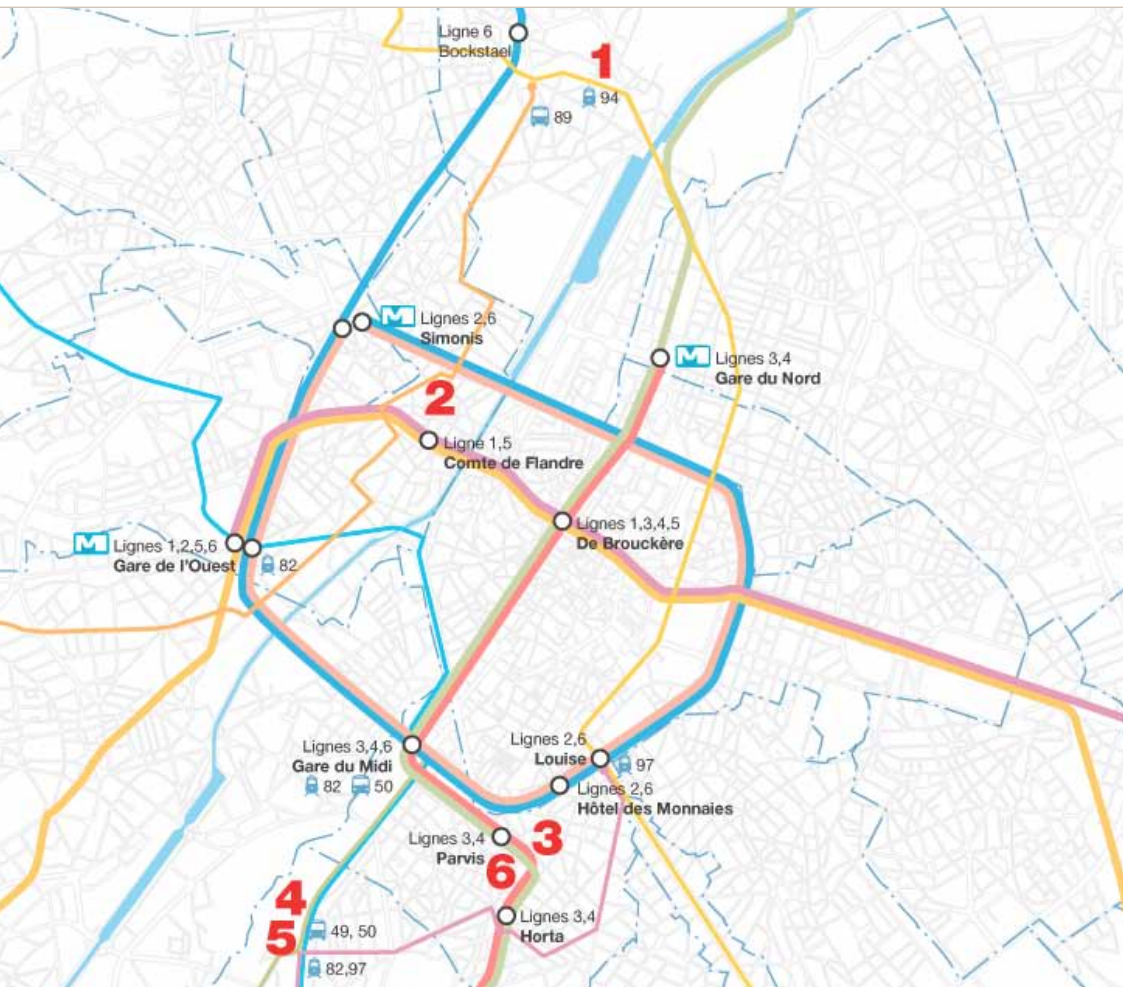 Ligne 6
Bockstael
1
94
89
M Lignes 2,6
Simonis
M Lignes 3,4
Gare du Nord
2
Ligne 1,5
Comte de Flandre
Lignes 1,3,4,5
De Brouckère
M Lignes 1,2,5,6
Gare de l'Ouest
82
Lignes 3,4,6
Gare du Midi
82 50
Lignes 2,6
Louise
97
Lignes 2,6
Hôtel des Monnaies
Lignes 3,4
Parvis
3
6
4
5
49, 50
82,97
Lignes 3,4
Horta